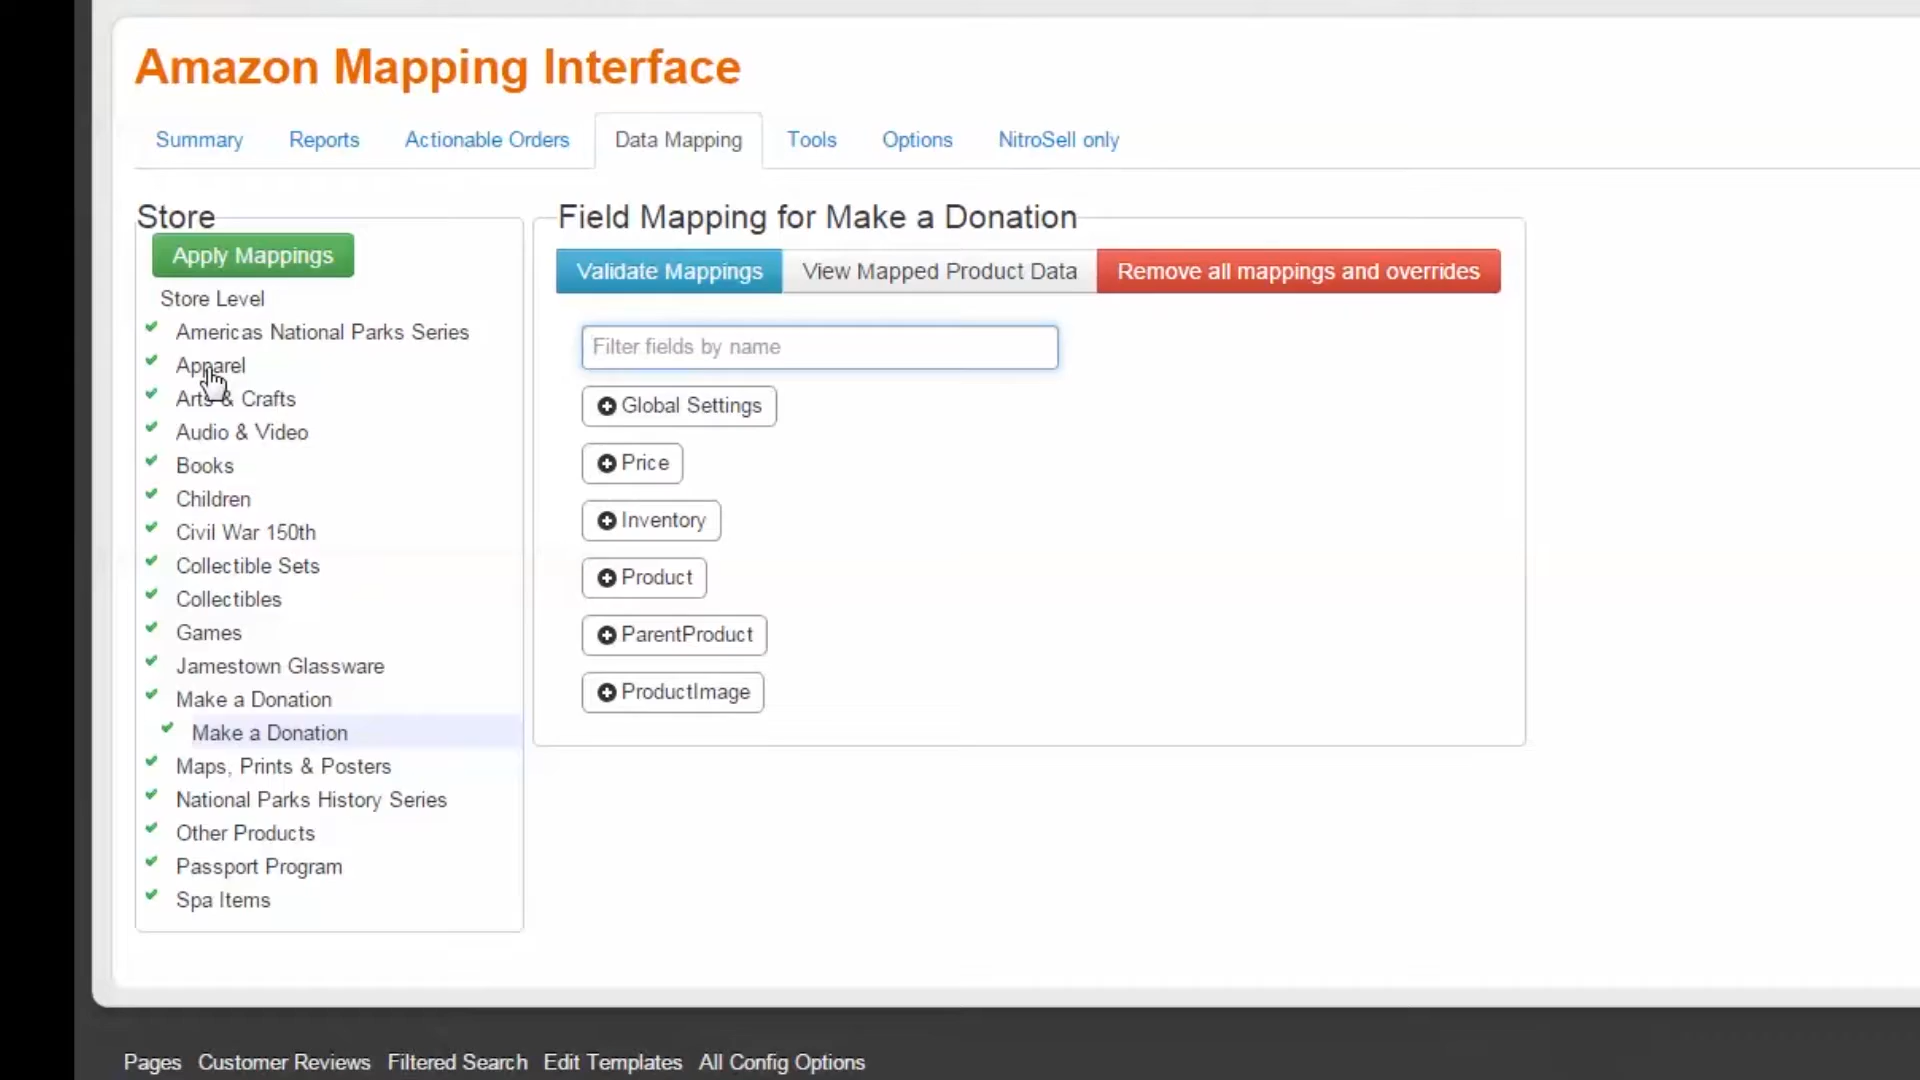 Amazon Mapping Interface
Summary Reports Actionable Orders Data Mapping Tools Options NitroSell only
Store
Apply Mappings
Store Level
Americas National Parks Series
Apparel
Arts & Crafts
Audio & Video
Books
Children
Civil War 150th
Collectible Sets
Collectibles
Games
Jamestown Glassware
Make a Donation
Make a Donation
Maps, Prints & Posters
National Parks History Series
Other Products
Passport Program
Spa Items
Field Mapping for Make a Donation
Validate Mappings View Mapped Product Data Remove all mappings and overrides
Filter fields by name
Global Settings
Price
Inventory
Product
ParentProduct
ProductImage
Pages Customer Reviews Filtered Search Edit Templates All Config Options